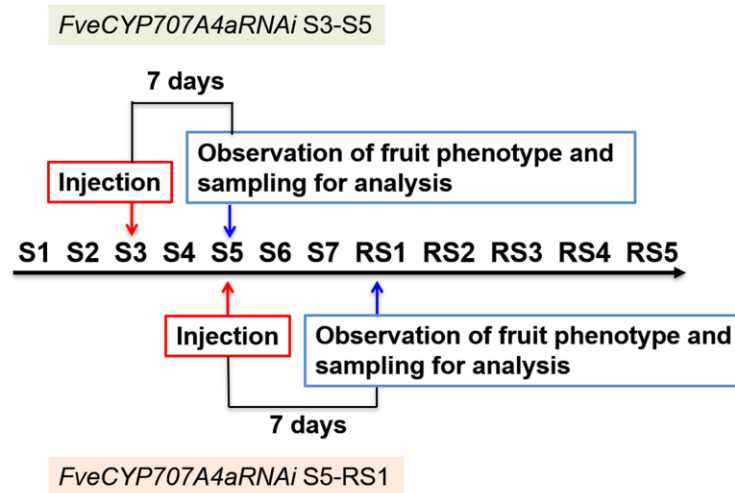 FveCYP707A4aRNAi S3-S5
7 days
Injection
Observation of fruit phenotype and
sampling for analysis
S1 S2 S3 S4 S5 S6 S7 RS1 RS2 RS3 RS4 RS5
Injection
Observation of fruit phenotype and
sampling for analysis
7 days
FveCYP707A4aRNAi S5-RS1